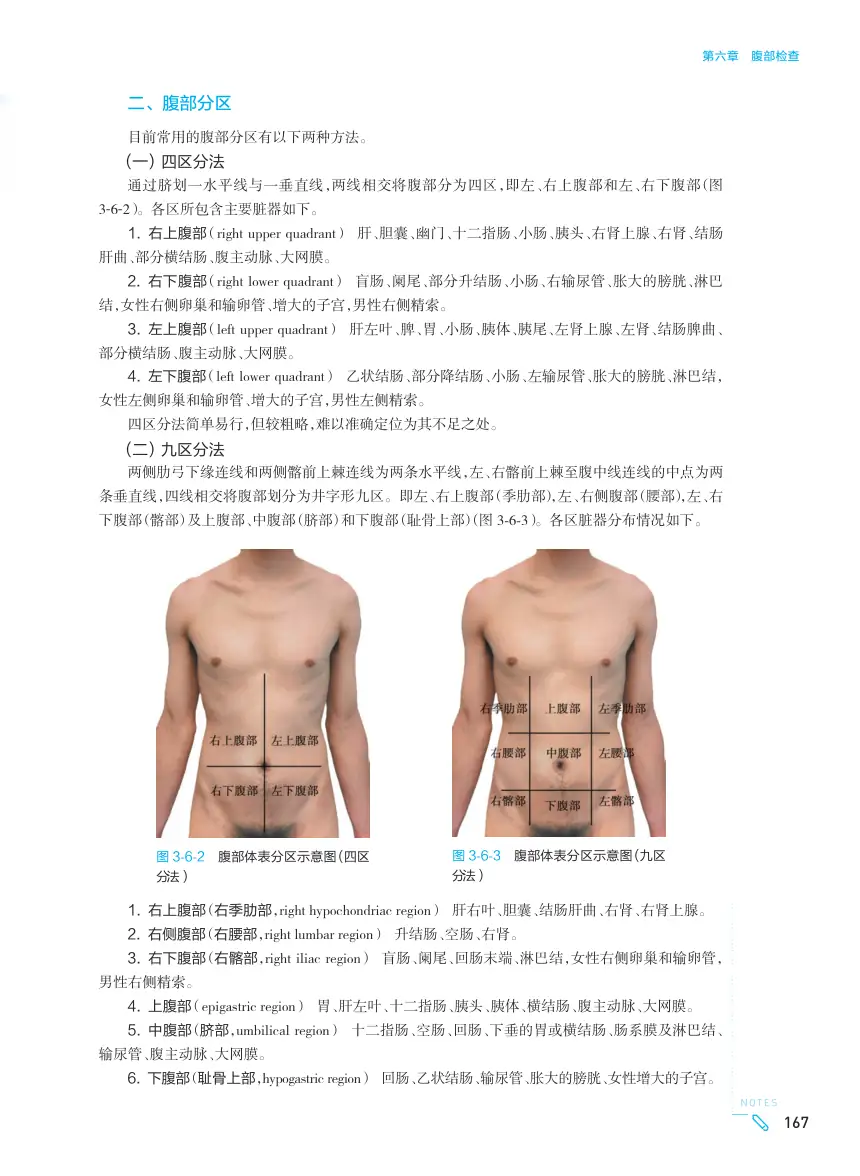 第六章 腹部检查
二、腹部分区
目前常用的腹部分区有以下两种方法。
（一）四区分法
通过脐划一水平线与一垂直线，两线相交将腹部分为四区，即左、右上腹部和左、右下腹部（图
3-6-2）。各区所包含主要脏器如下。
1. 右上腹部（right upper quadrant） 肝、胆囊、幽门、十二指肠、小肠、胰头、右肾上腺、右肾、结肠
肝曲、部分横结肠、腹主动脉、大网膜。
2. 右下腹部（right lower quadrant） 盲肠、阑尾、部分升结肠、小肠、右输尿管、胀大的膀胱、淋巴
结，女性右侧卵巢和输卵管、增大的子宫，男性右侧精索。
3. 左上腹部（left upper quadrant） 肝左叶、脾、胃、小肠、胰体、胰尾、左肾上腺、左肾、结肠脾曲、
部分横结肠、腹主动脉、大网膜。
4. 左下腹部（left lower quadrant） 乙状结肠、部分降结肠、小肠、左输尿管、胀大的膀胱、淋巴结，
女性左侧卵巢和输卵管、增大的子宫，男性左侧精索。
四区分法简单易行，但较粗略，难以准确定位为其不足之处。
（二）九区分法
两侧肋弓下缘连线和两侧髂前上棘连线为两条水平线，左、右髂前上棘至腹中线连线的中点为两
条垂直线，四线相交将腹部划分为井字形九区。即左、右上腹部（季肋部），左、右侧腹部（腰部），左、右
下腹部（髂部）及上腹部、中腹部（脐部）和下腹部（耻骨上部）（图 3-6-3）。各区脏器分布情况如下。
右上腹部 左上腹部
右下腹部 左下腹部
图 3-6-2 腹部体表分区示意图（四区
分法）
右季肋部 上腹部 左季肋部
右腰部 中腹部 左腰部
右髂部 下腹部 左髂部
图 3-6-3 腹部体表分区示意图（九区
分法）
1. 右上腹部（右季肋部，right hypochondriac region） 肝右叶、胆囊、结肠肝曲、右肾、右肾上腺。
2. 右侧腹部（右腰部，right lumbar region） 升结肠、空肠、右肾。
3. 右下腹部（右髂部，right iliac region） 盲肠、阑尾、回肠末端、淋巴结，女性右侧卵巢和输卵管，
男性右侧精索。
4. 上腹部（epigastric region） 胃、肝左叶、十二指肠、胰头、胰体、横结肠、腹主动脉、大网膜。
5. 中腹部（脐部，umbilical region） 十二指肠、空肠、回肠、下垂的胃或横结肠、肠系膜及淋巴结、
输尿管、腹主动脉、大网膜。
6. 下腹部（耻骨上部，hypogastric region） 回肠、乙状结肠、输尿管、胀大的膀胱、女性增大的子宫。
NOTES
167